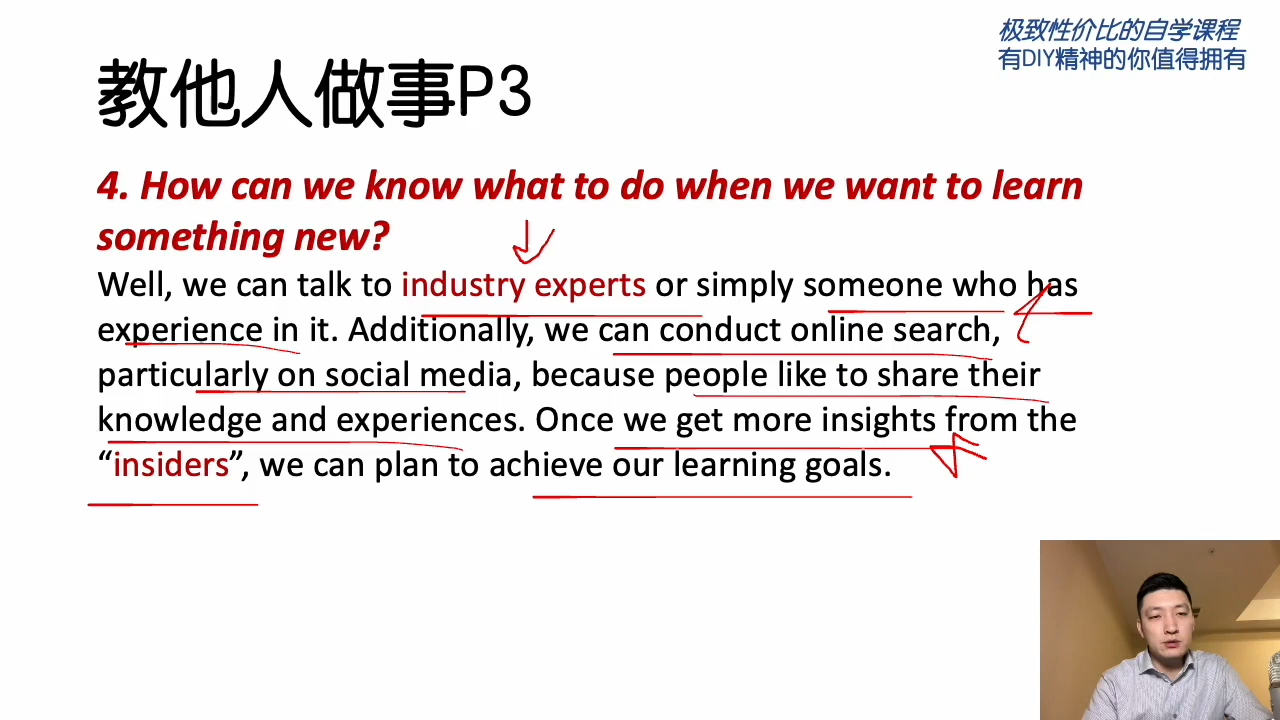 极致性价比的自学课程
有DIY精神的你值得拥有
教他人做事P3
4. How can we know what to do when we want to learn
something new?
Well, we can talk to industry experts or simply someone who has
experience in it. Additionally, we can conduct online search,
particularly on social media, because people like to share their
knowledge and experiences. Once we get more insights from the
“insiders”, we can plan to achieve our learning goals.